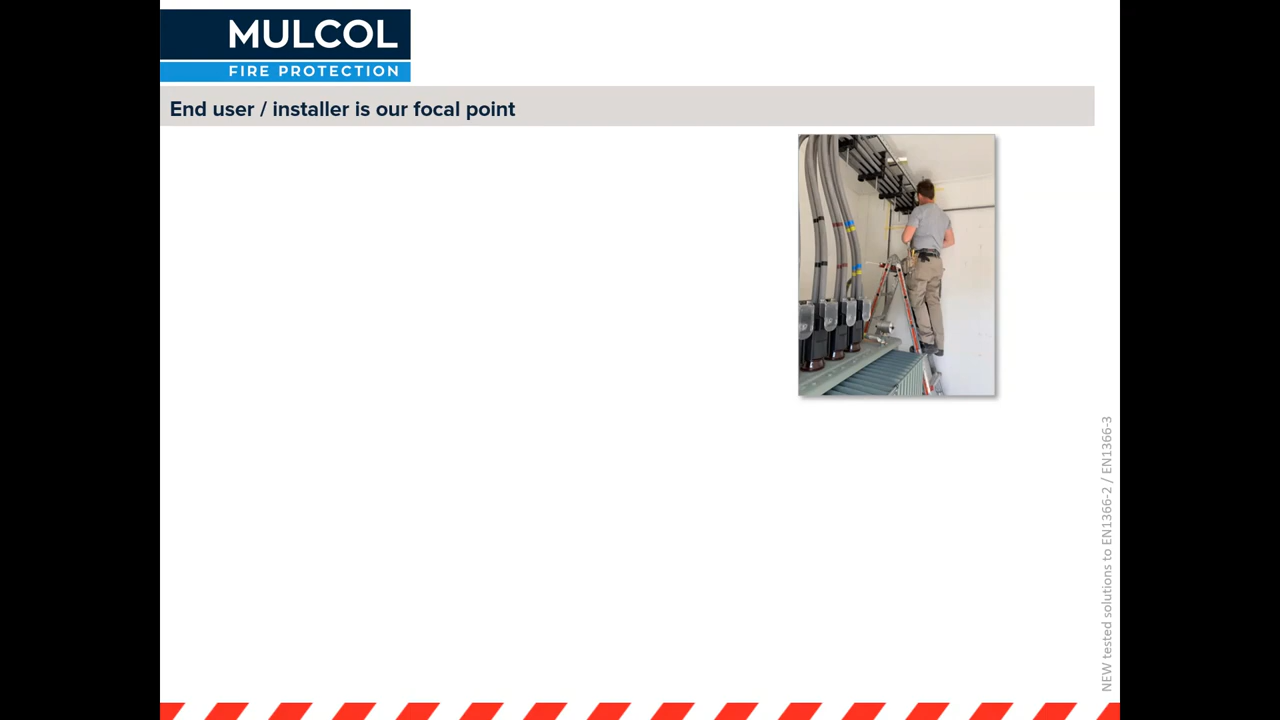 MULCOL
FIRE PROTECTION
End user / installer is our focal point
NEW tested solutions to EN1366-2 / EN1366-3